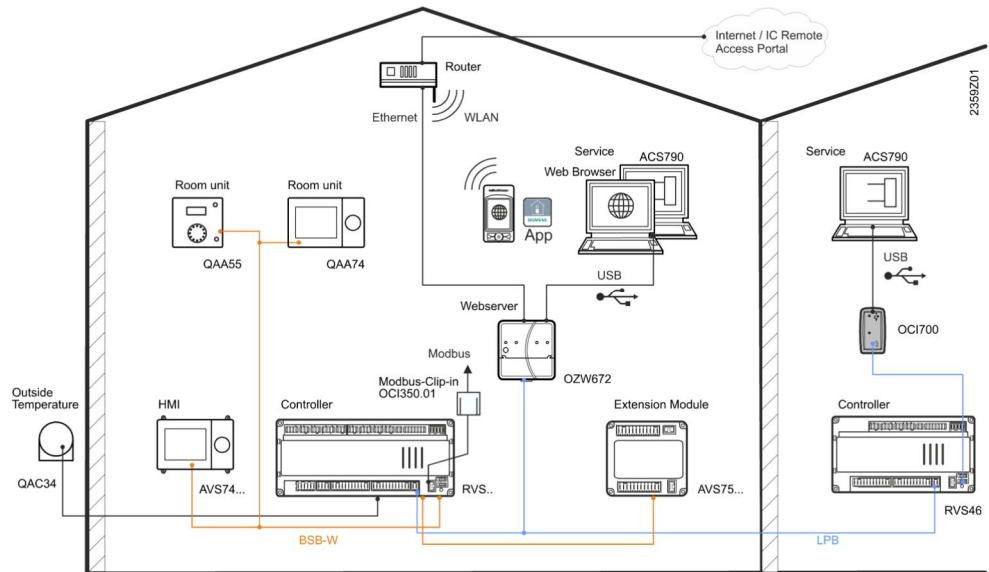 Internet / IC Remote
Access Portal
Router
Ethernet
WLAN
2359Z01
Service
ACS790
Web Browser
Service
ACS790
Room unit
Room unit
SIEMENS
App
QAA55
QAA74
USB
USB
Webserver
OCI700
Modbus
OZW672
Modbus-Clip-in
OCI350.01
Outside
Temperature
HMI
Controller
Extension Module
Controller
QAC34
AVS74...
RVS..
AVS75...
RVS46
BSB-W
LPB